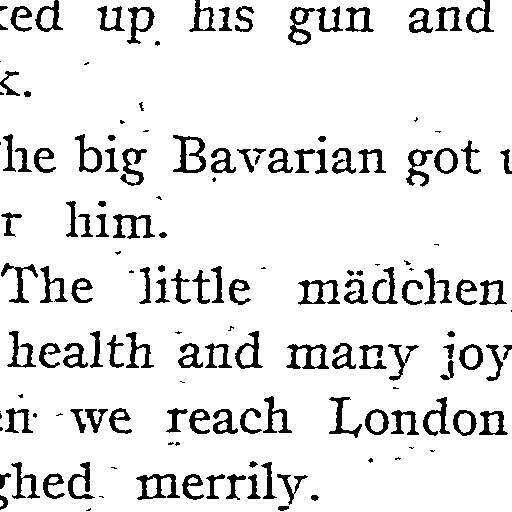 ked up his gun and
k.
he big Bavarian got u
r him.
The little mädchen
health and many joy
en we reach London
ghed merrily.